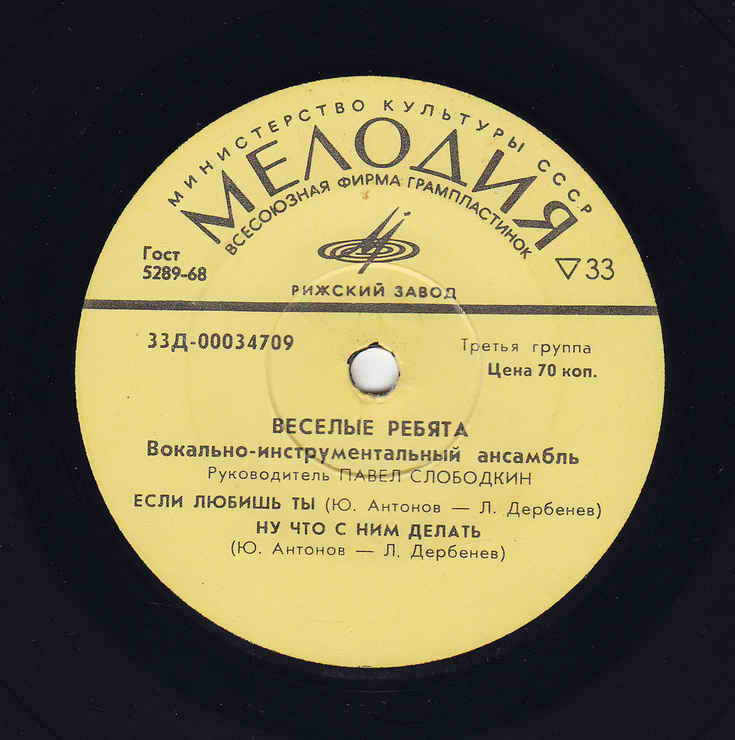 МИНИСТЕРСТВО КУЛЬТУРЫ СССР
МЕЛОДИЯ
ВСЕСОЮЗНАЯ ФИРМА ГРАМПЛАСТИНОК
Гост
5289-68
33
РИЖСКИЙ ЗАВОД
33Д-00034709
Третья группа
Цена 70 коп.
ВЕСЕЛЫЕ РЕБЯТА
Вокально-инструментальный ансамбль
Руководитель ПАВЕЛ СЛОБОДКИН
ЕСЛИ ЛЮБИШЬ ТЫ (Ю. Антонов — Л. Дербенев)
НУ ЧТО С НИМ ДЕЛАТЬ
(Ю. Антонов — Л. Дербенев)